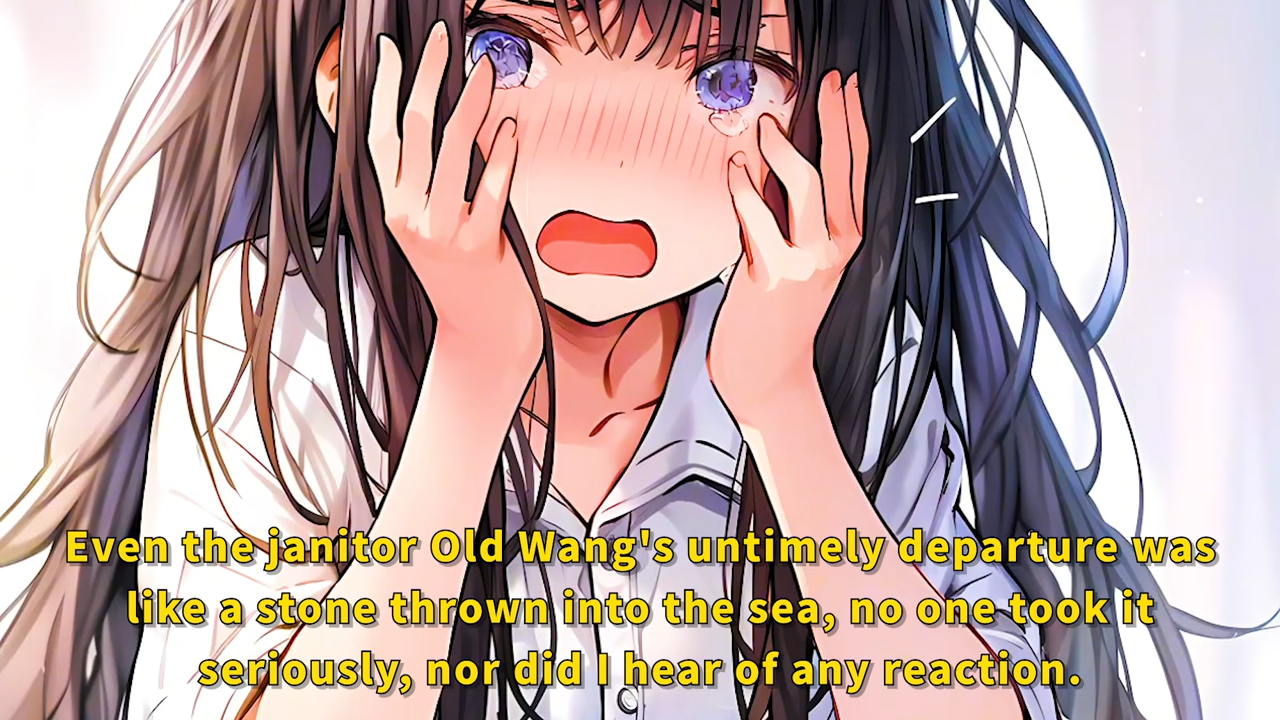 Even the janitor Old Wang's untimely departure was
like a stone thrown into the sea, no one took it
seriously, nor did I hear of any reaction.